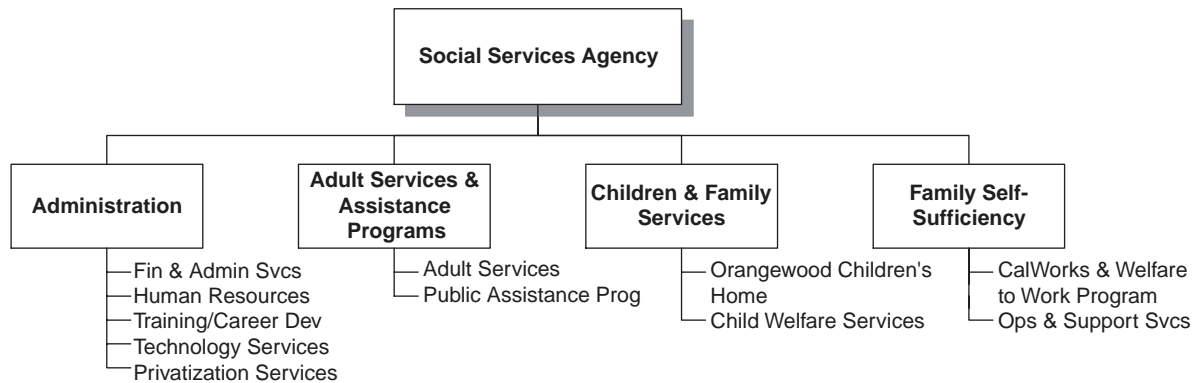 Social Services Agency
Administration
Fin & Admin Svcs
Human Resources
Training/Career Dev
Technology Services
Privatization Services
Adult Services &
Assistance
Programs
Adult Services
Public Assistance Prog
Children & Family
Services
Orangewood Children's
Home
Child Welfare Services
Family Self-
Sufficiency
CalWorks & Welfare
to Work Program
Ops & Support Svcs